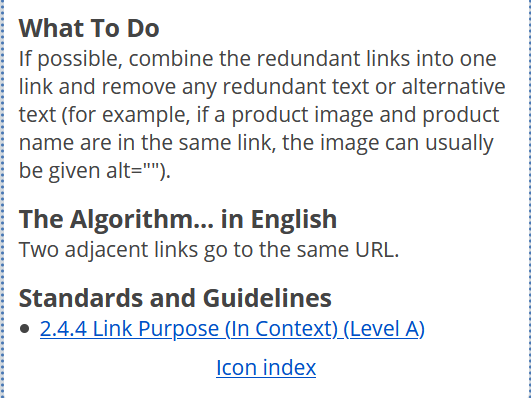 What To Do
If possible, combine the redundant links into one
link and remove any redundant text or alternative
text (for example, if a product image and product
name are in the same link, the image can usually
be given alt="").
The Algorithm... in English
Two adjacent links go to the same URL.
Standards and Guidelines
• 2.4.4 Link Purpose (In Context) (Level A)
Icon index